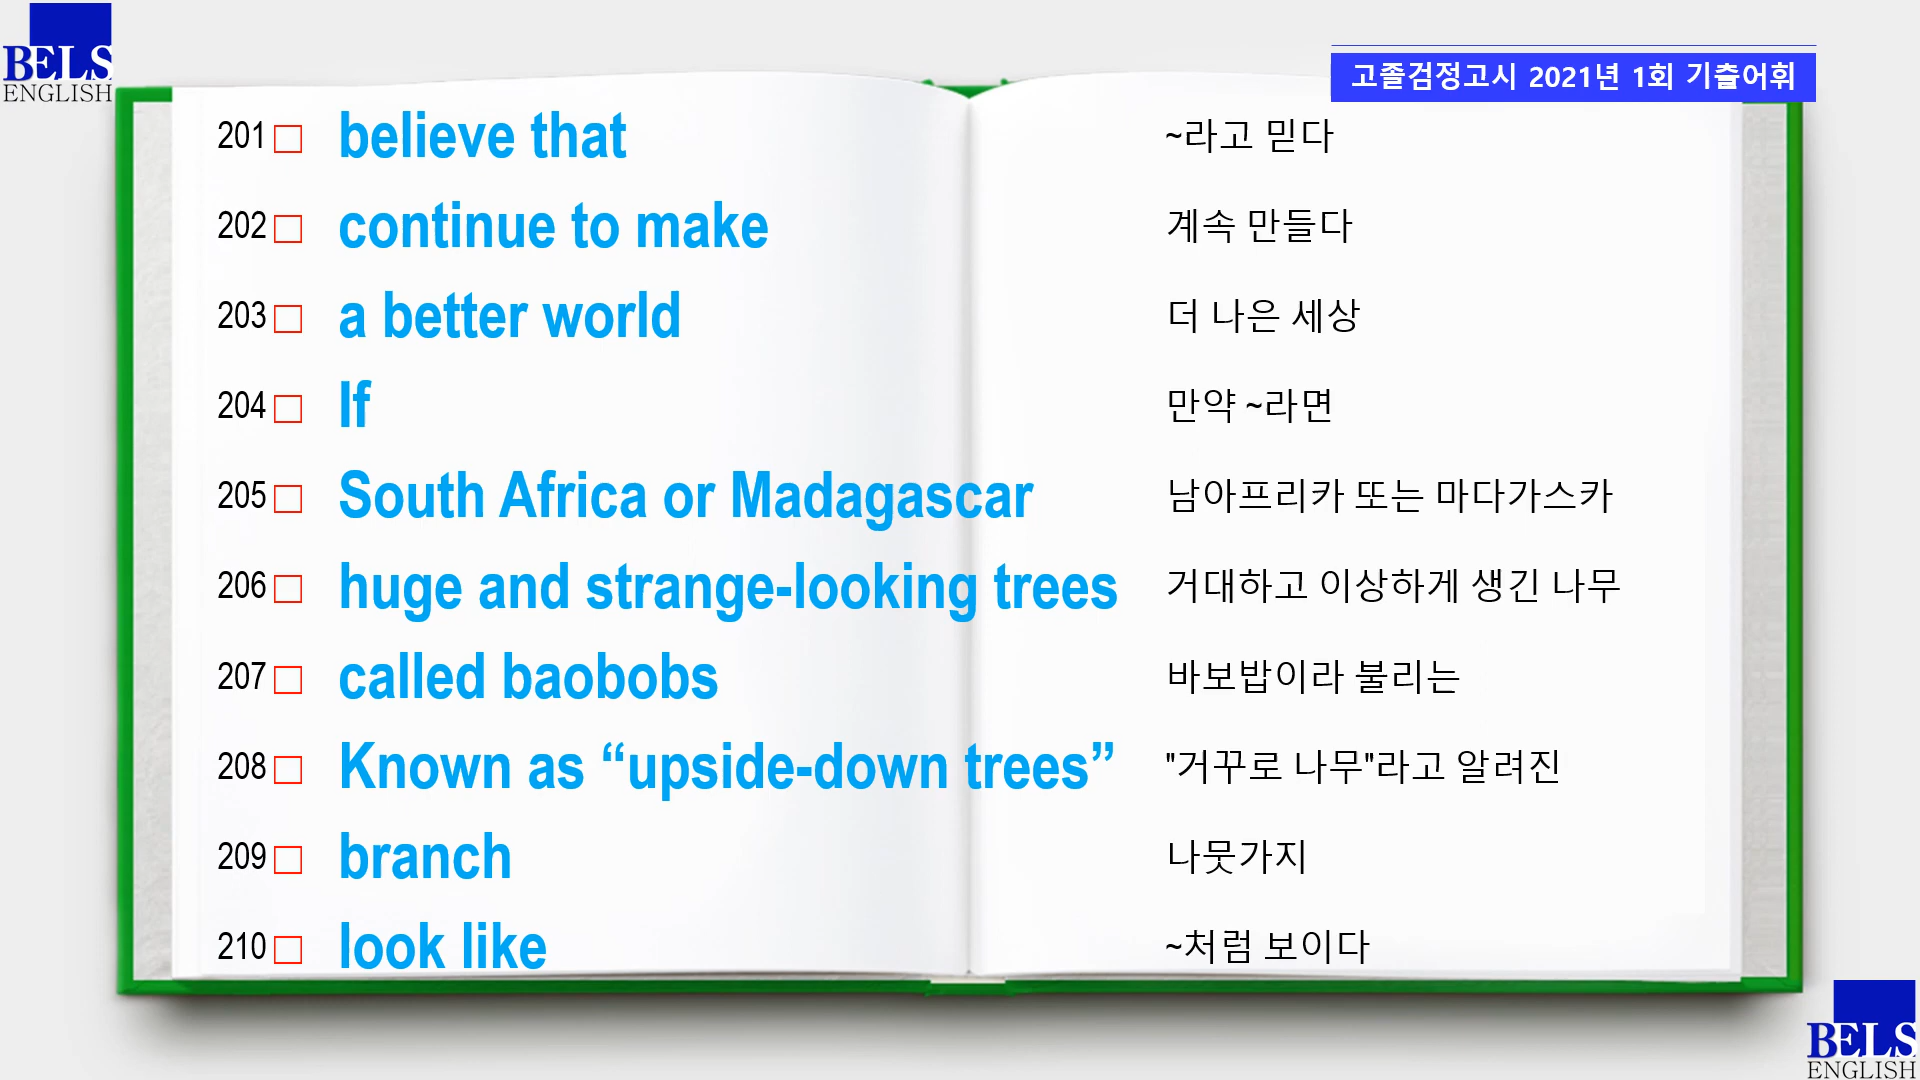 BELS
ENGLISH
고졸검정고시 2021년 1회 기출어휘
201 □ believe that ~라고 믿다
202 □ continue to make 계속 만들다
203 □ a better world 더 나은 세상
204 □ If 만약 ~라면
205 □ South Africa or Madagascar 남아프리카 또는 마다가스카
206 □ huge and strange-looking trees 거대하고 이상하게 생긴 나무
207 □ called baobobs 바보밥이라 불리는
208 □ Known as “upside-down trees” "거꾸로 나무"라고 알려진
209 □ branch 나뭇가지
210 □ look like ~처럼 보이다
BELS
ENGLISH